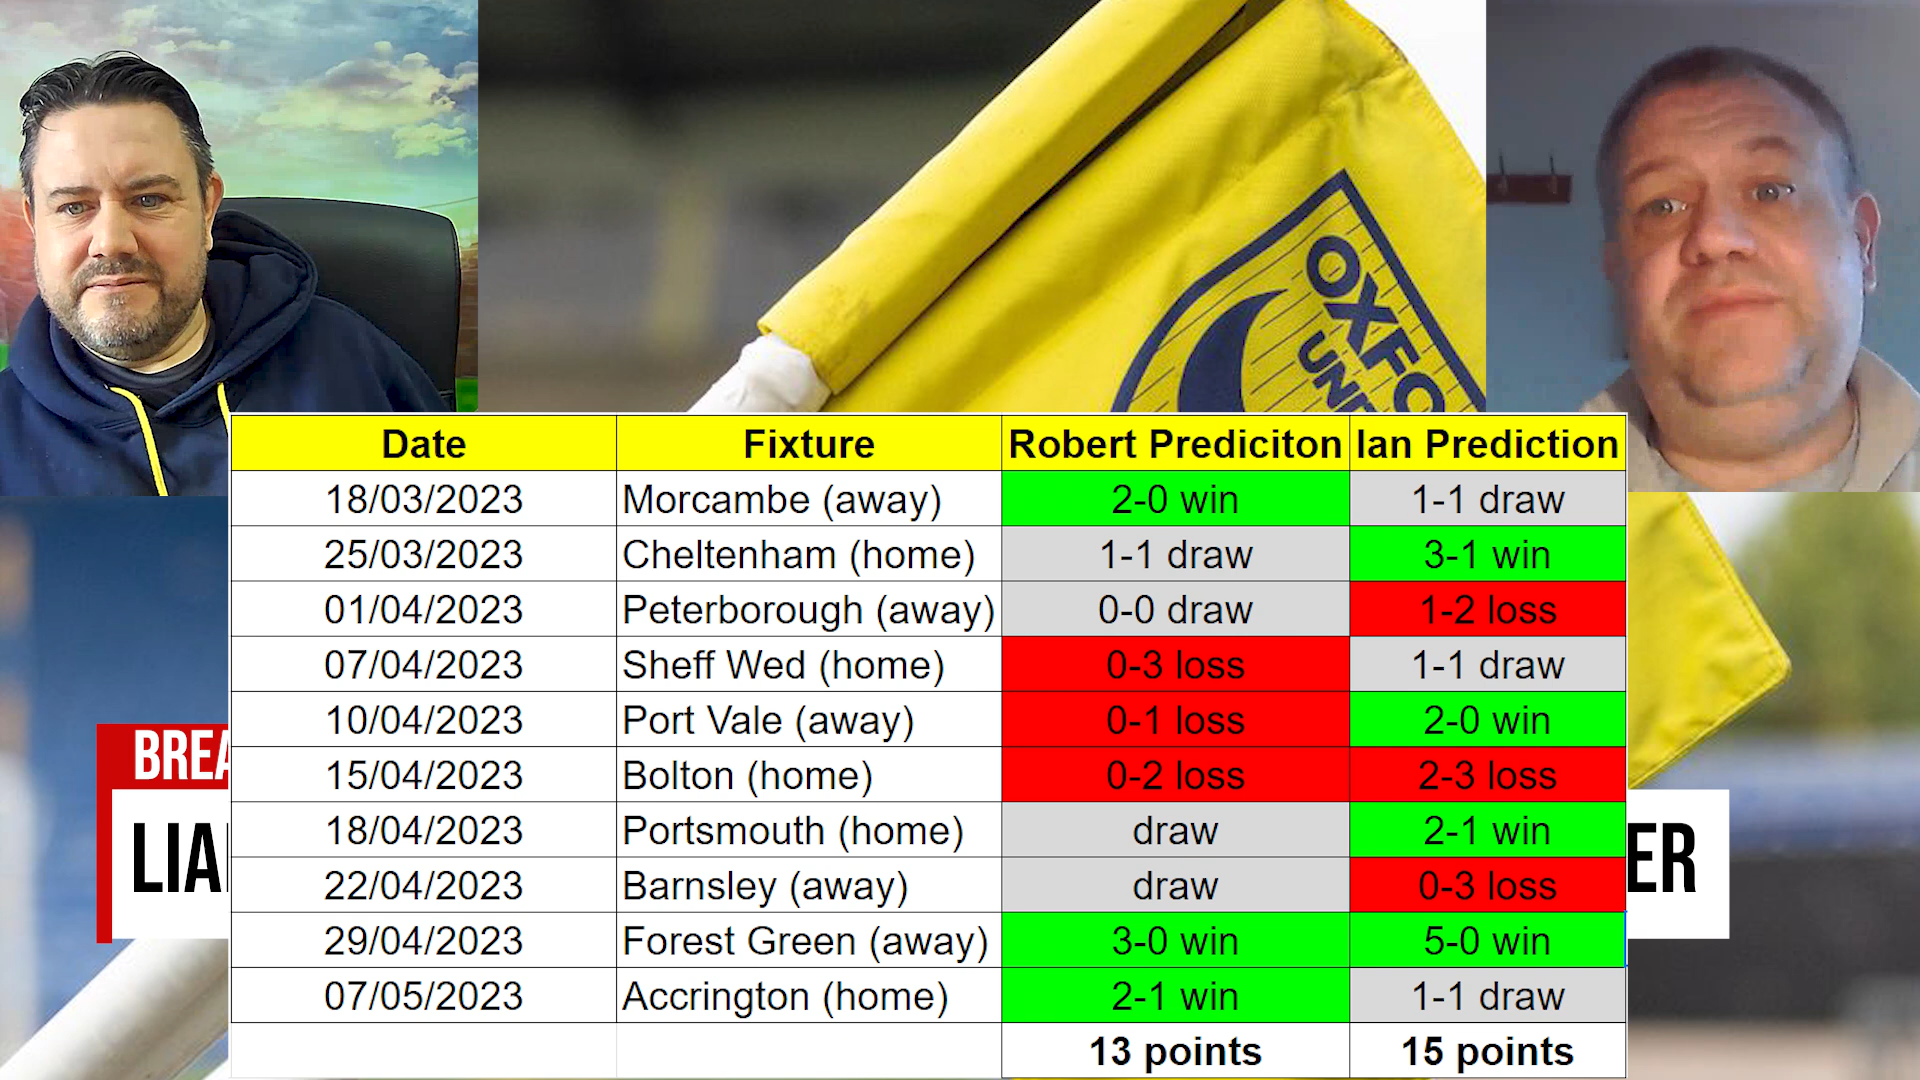 OXFO
UNI
Date Fixture Robert Prediciton Ian Prediction
18/03/2023 Morcambe (away) 2-0 win 1-1 draw
25/03/2023 Cheltenham (home) 1-1 draw 3-1 win
01/04/2023 Peterborough (away) 0-0 draw 1-2 loss
07/04/2023 Sheff Wed (home) 0-3 loss 1-1 draw
10/04/2023 Port Vale (away) 0-1 loss 2-0 win
15/04/2023 Bolton (home) 0-2 loss 2-3 loss
18/04/2023 Portsmouth (home) draw 2-1 win
22/04/2023 Barnsley (away) draw 0-3 loss
29/04/2023 Forest Green (away) 3-0 win 5-0 win
07/05/2023 Accrington (home) 2-1 win 1-1 draw
13 points 15 points
BREA
LIA ER